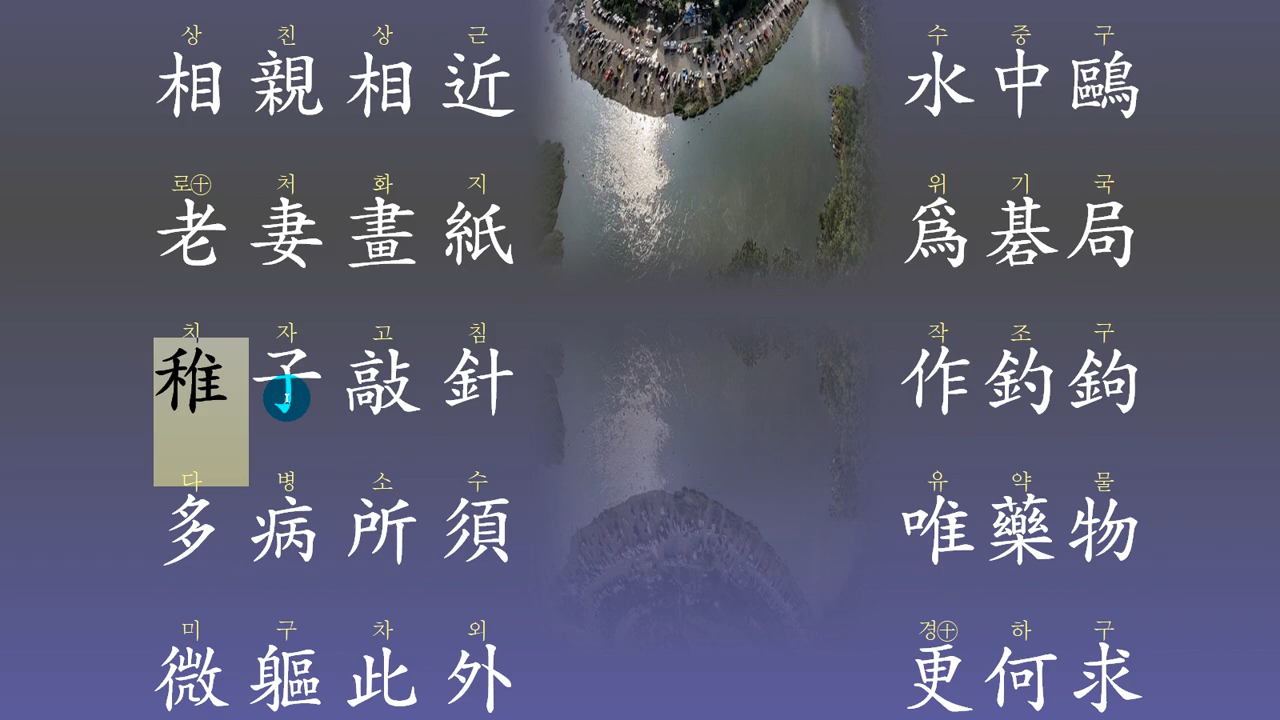 상 친 상 근 수 중 구
相 親 相 近 水 中 鷗
로㊉ 처 화 지 위 기 국
老 妻 畫 紙 爲 碁 局
치 자 고 침 작 조 구
稚 子 敲 針 作 釣 鉤
다 병 소 수 유 약 물
多 病 所 須 唯 藥 物
미 구 차 외 경㊉ 하 구
微 軀 此 外 更 何 求